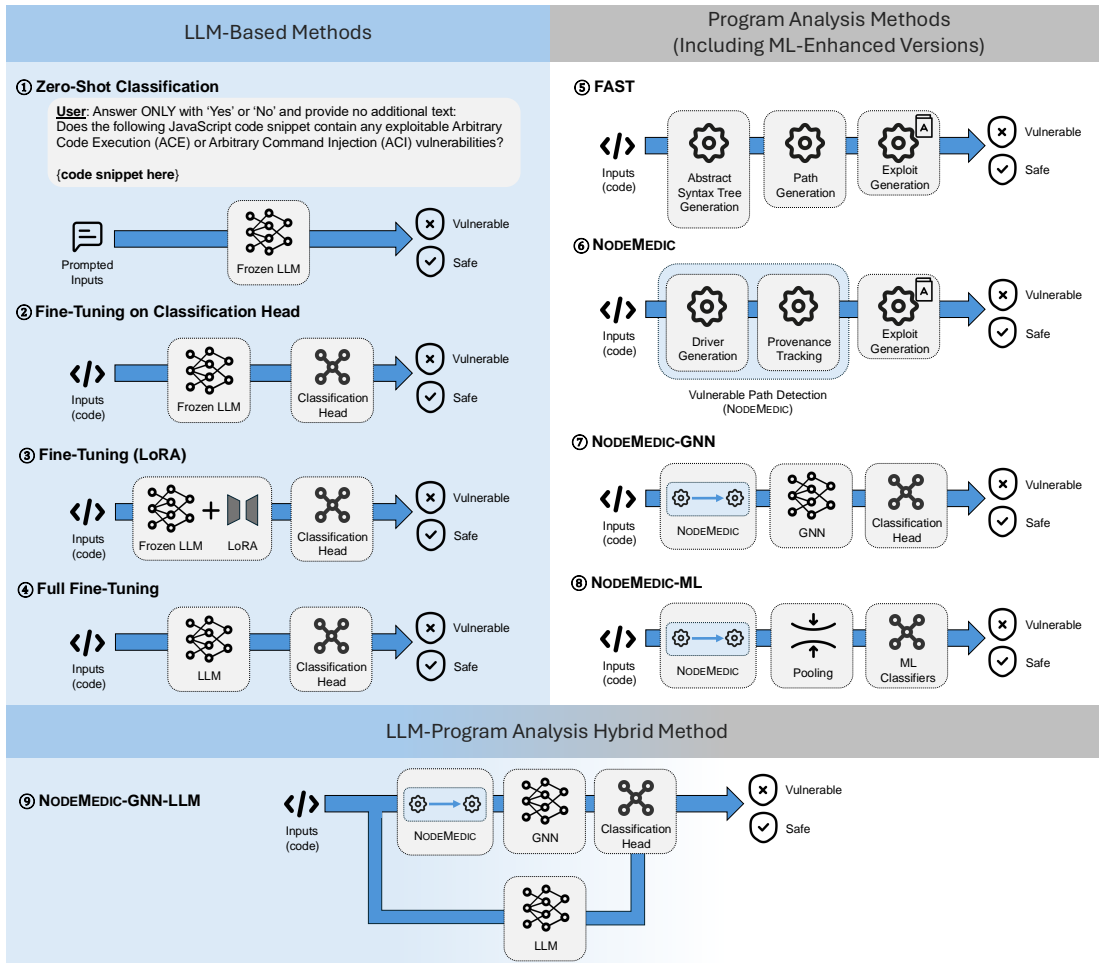 LLM-Based Methods
① Zero-Shot Classification
User: Answer ONLY with ‘Yes’ or ‘No’ and provide no additional text:
Does the following JavaScript code snippet contain any exploitable Arbitrary
Code Execution (ACE) or Arbitrary Command Injection (ACI) vulnerabilities?
{code snippet here}
Prompted
Inputs
Frozen LLM
Vulnerable
Safe
② Fine-Tuning on Classification Head
Inputs
(code)
Frozen LLM
Classification
Head
Vulnerable
Safe
③ Fine-Tuning (LoRA)
Inputs
(code)
Frozen LLM
LoRA
Classification
Head
Vulnerable
Safe
④ Full Fine-Tuning
Inputs
(code)
LLM
Classification
Head
Vulnerable
Safe
Program Analysis Methods
(Including ML-Enhanced Versions)
⑤ FAST
Inputs
(code)
Abstract
Syntax Tree
Generation
Path
Generation
A
Exploit
Generation
Vulnerable
Safe
⑥ NODEMEDIC
Inputs
(code)
Driver
Generation
Provenance
Tracking
A
Exploit
Generation
Vulnerable
Safe
Vulnerable Path Detection
(NODEMEDIC)
⑦ NODEMEDIC-GNN
Inputs
(code)
NODEMEDIC
GNN
Classification
Head
Vulnerable
Safe
⑧ NODEMEDIC-ML
Inputs
(code)
NODEMEDIC
Pooling
ML
Classifiers
Vulnerable
Safe
LLM-Program Analysis Hybrid Method
⑨ NODEMEDIC-GNN-LLM
Inputs
(code)
NODEMEDIC
GNN
Classification
Head
LLM
Vulnerable
Safe